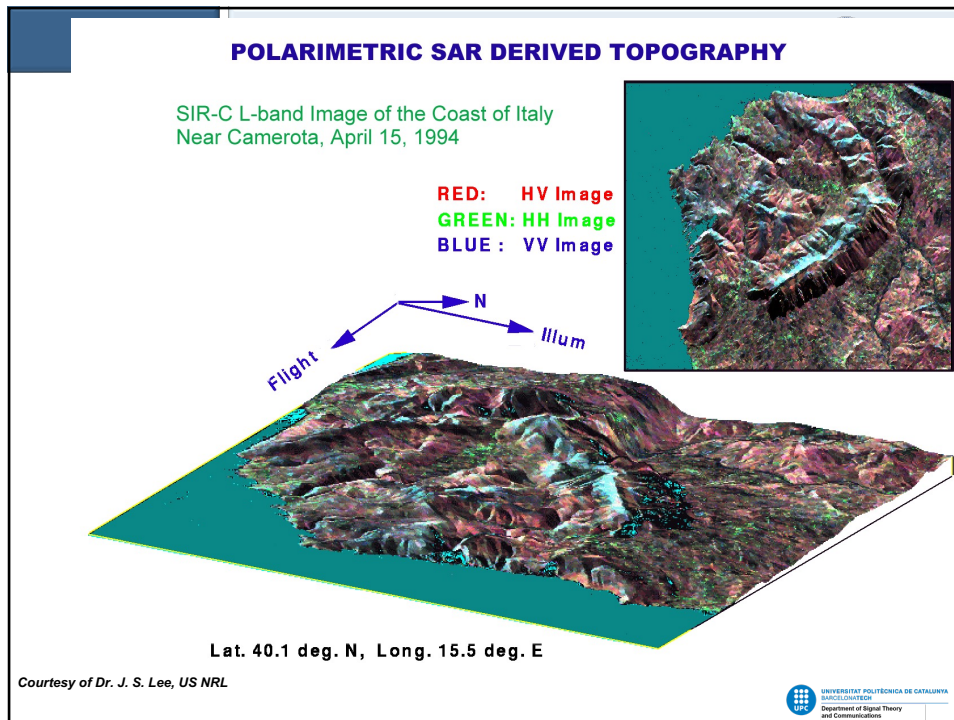 POLARIMETRIC SAR DERIVED TOPOGRAPHY
SIR-C L-band Image of the Coast of Italy
Near Camerota, April 15, 1994
RED: HV Image
GREEN: HH Image
BLUE : VV Image
N
Illum
Flight
Lat. 40.1 deg. N, Long. 15.5 deg. E
Courtesy of Dr. J. S. Lee, US NRL
UPC
UNIVERSITAT POLITÈCNICA DE CATALUNYA
BARCELONATECH
Department of Signal Theory
and Communications